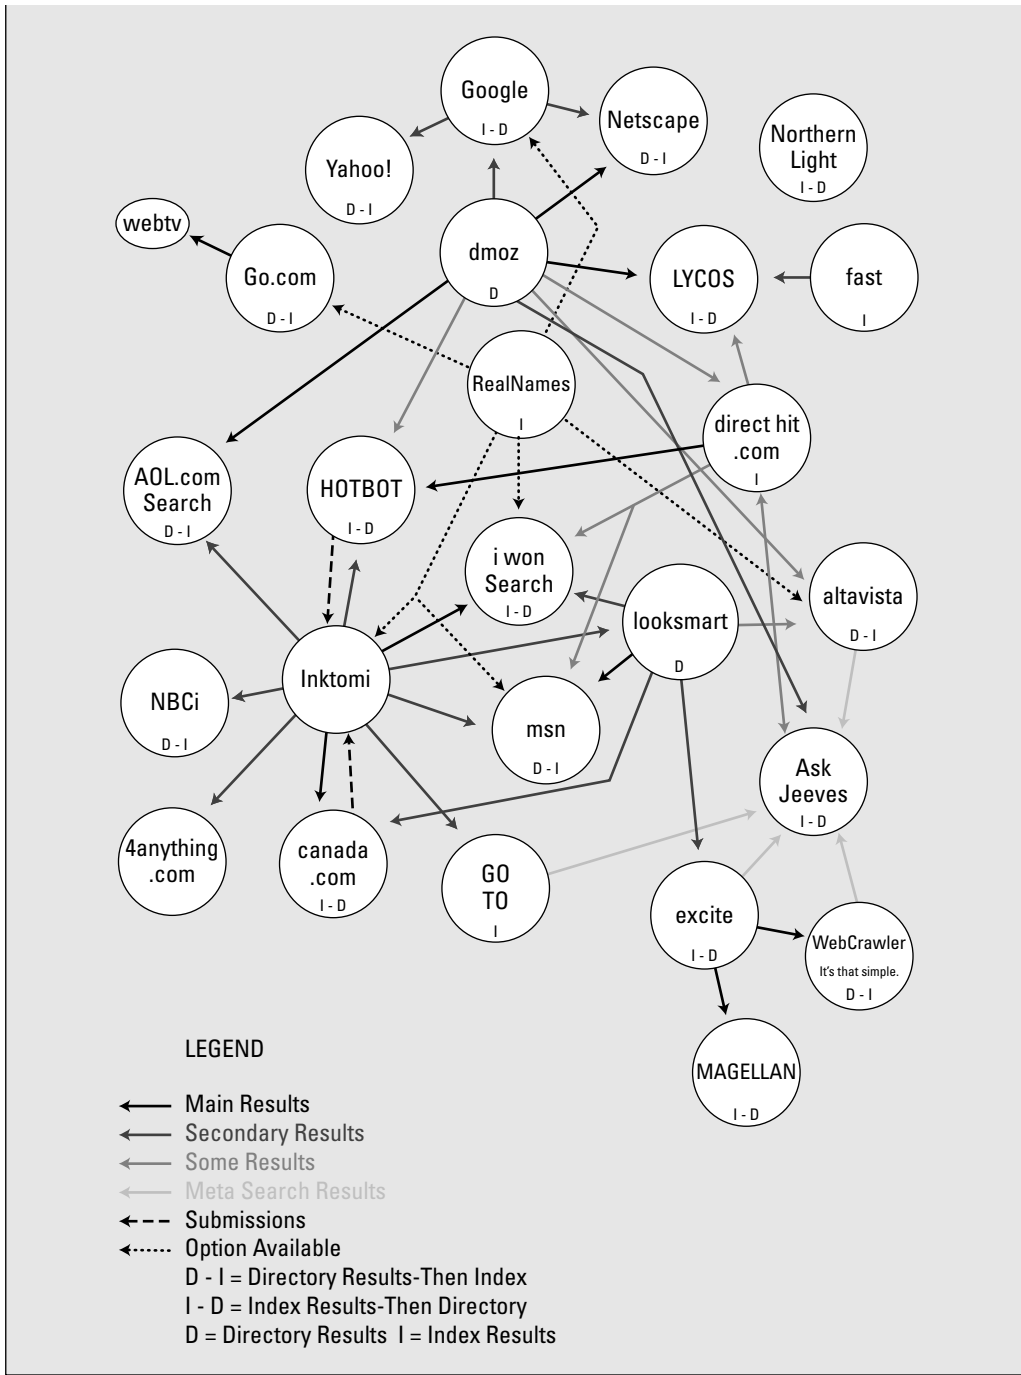 Google
I - D
Netscape
D - I
Northern
Light
I - D
Yahoo!
D - I
webtv
Go.com
D - I
dmoz
D
LYCOS
I - D
fast
I
RealNames
I
direct hit
.com
I
AOL.com
Search
D - I
HOTBOT
I - D
i won
Search
I - D
looksmart
D
altavista
D - I
Inktomi
NBCi
D - I
msn
D - I
Ask
Jeeves
I - D
4anything
.com
canada
.com
I - D
GO
TO
I
excite
I - D
WebCrawler
It's that simple.
D - I
MAGELLAN
I - D
LEGEND
Main Results
Secondary Results
Some Results
Meta Search Results
Submissions
Option Available
D - I = Directory Results-Then Index
I - D = Index Results-Then Directory
D = Directory Results I = Index Results